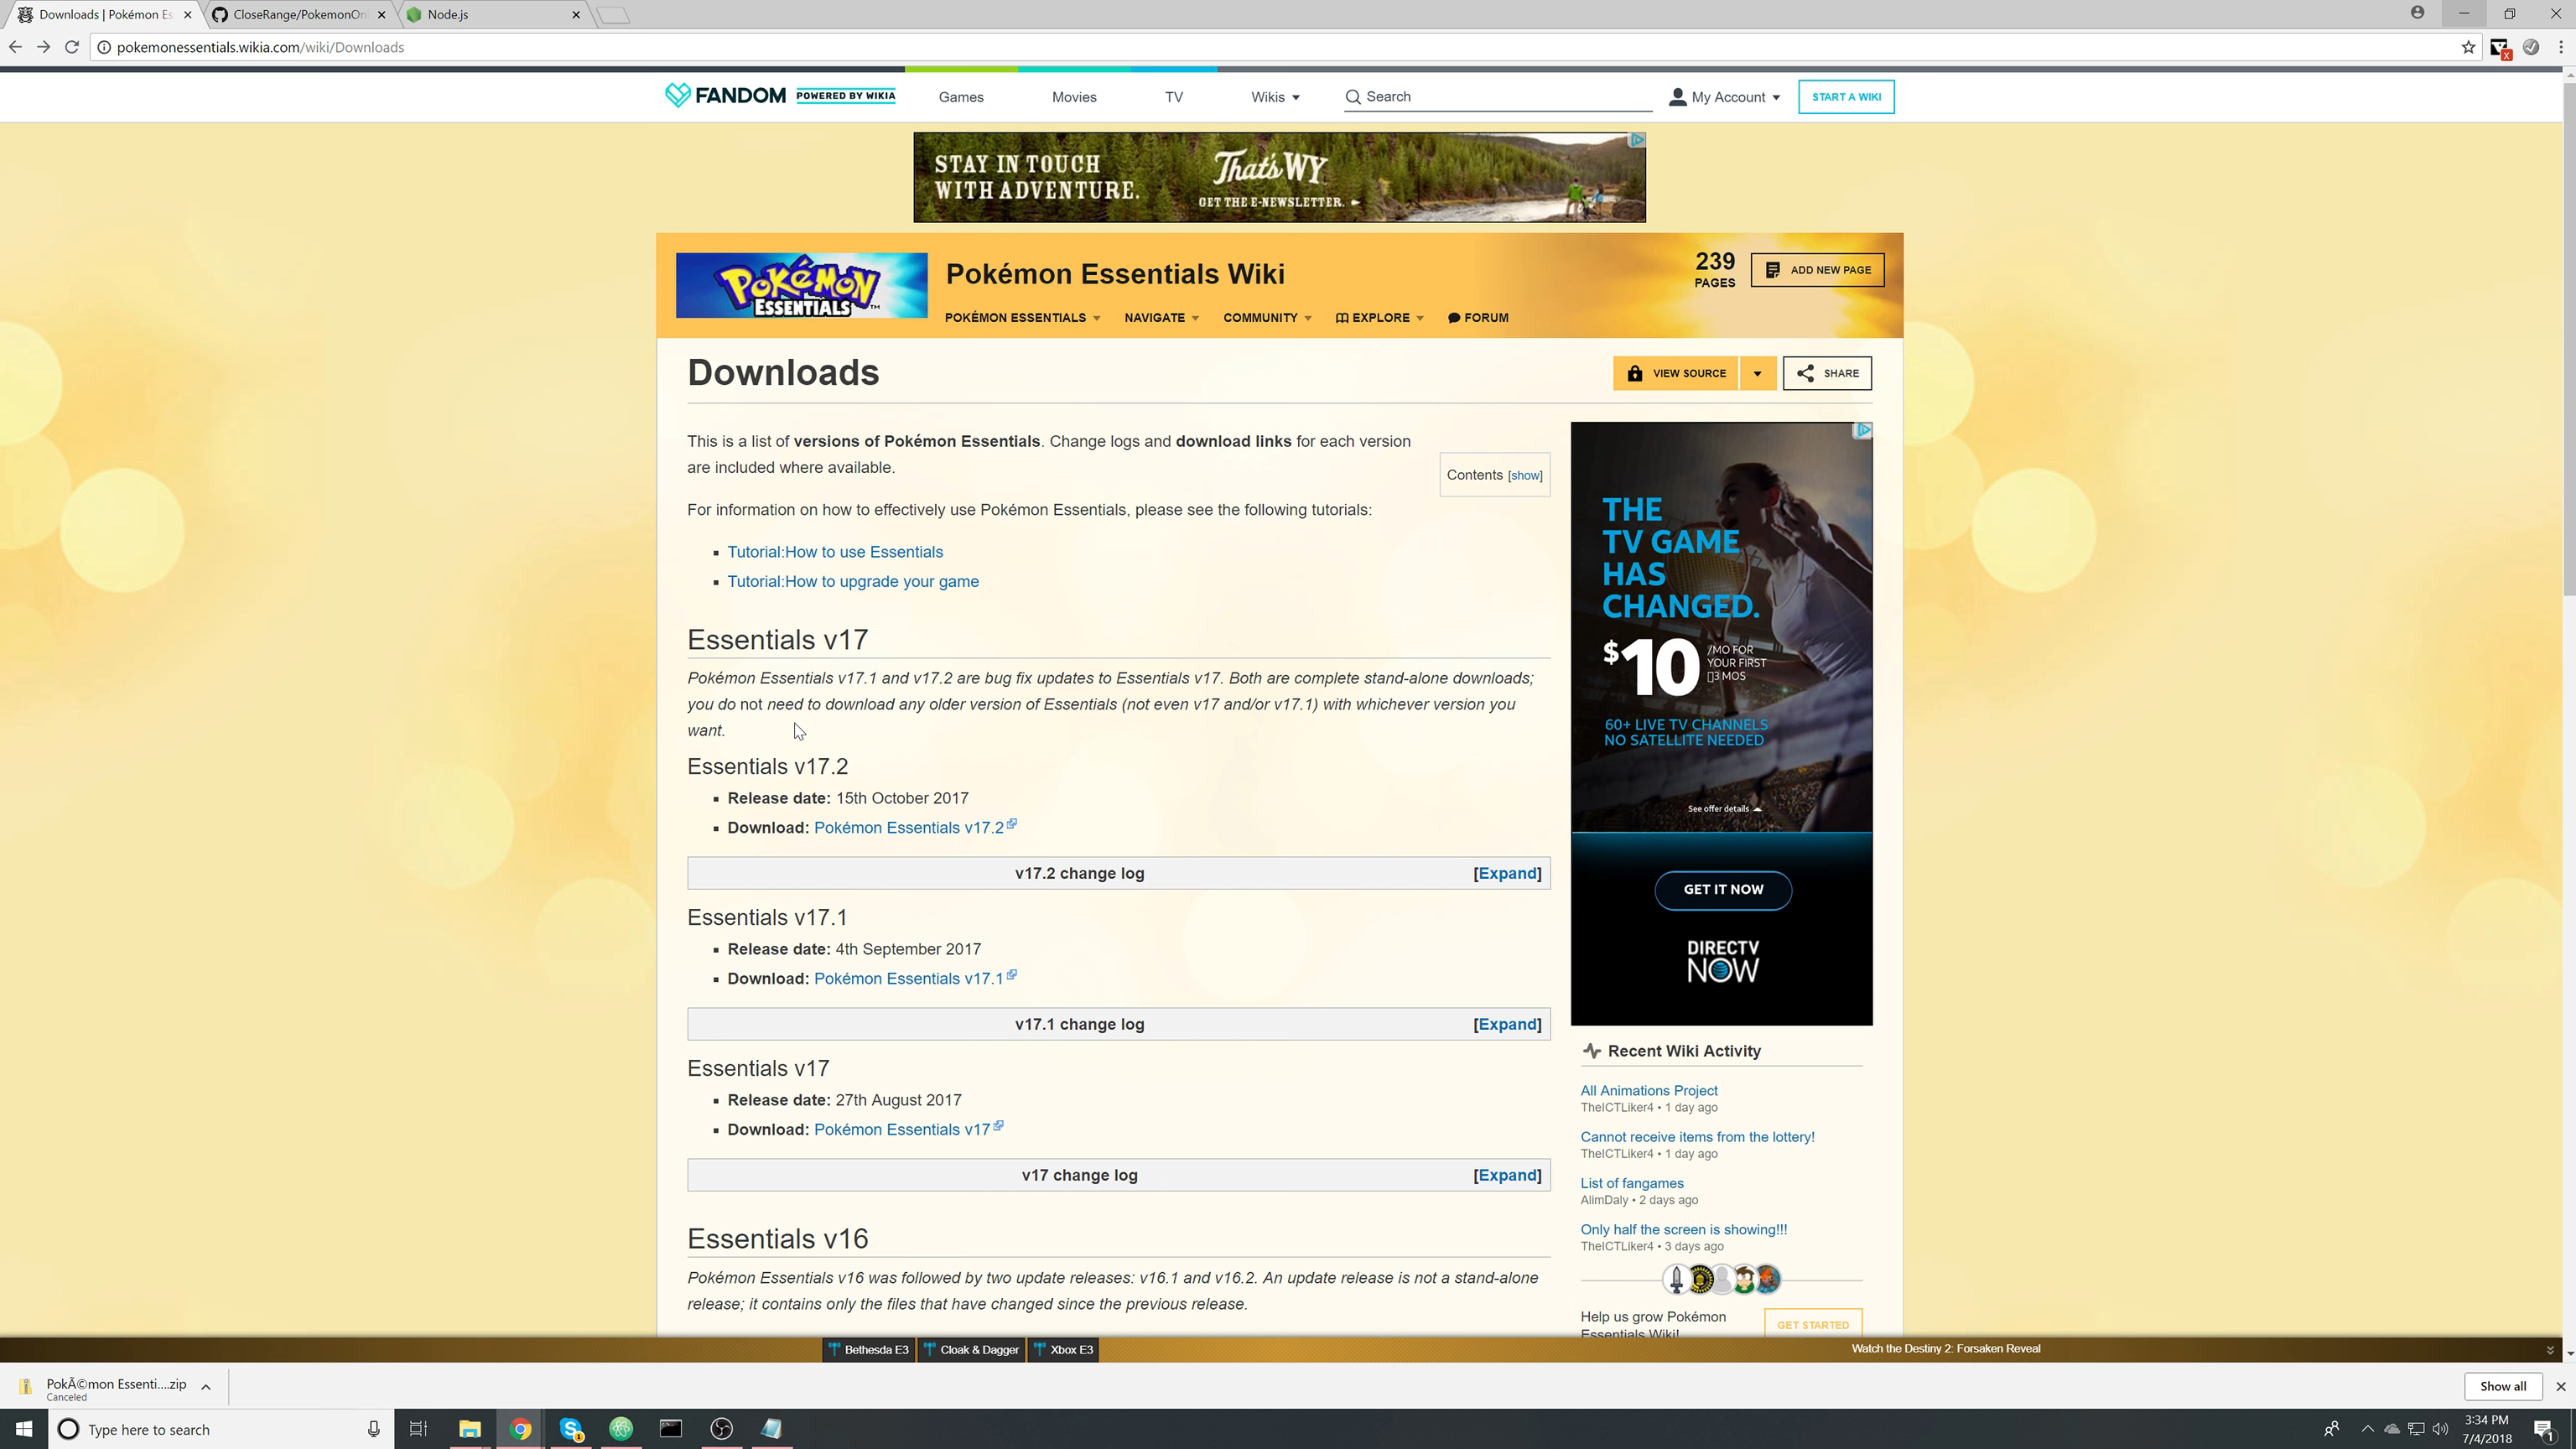 Downloads | Pokémon Es
CloseRange/PokemonOnl
Node.js
pokemonessentials.wikia.com/wiki/Downloads
FANDOM POWERED BY WIKIA Games Movies TV Wikis Search My Account START A WIKI
STAY IN TOUCH
WITH ADVENTURE.
That's WY
GET THE E-NEWSLETTER.
POKéMON
ESSENTIALS™
Pokémon Essentials Wiki
239
PAGES
ADD NEW PAGE
POKÉMON ESSENTIALS NAVIGATE COMMUNITY EXPLORE FORUM
Downloads
VIEW SOURCE
SHARE
This is a list of versions of Pokémon Essentials. Change logs and download links for each version
are included where available.
Contents [show]
For information on how to effectively use Pokémon Essentials, please see the following tutorials:
Tutorial:How to use Essentials
Tutorial:How to upgrade your game
Essentials v17
Pokémon Essentials v17.1 and v17.2 are bug fix updates to Essentials v17. Both are complete stand-alone downloads;
you do not need to download any older version of Essentials (not even v17 and/or v17.1) with whichever version you
want.
Essentials v17.2
Release date: 15th October 2017
Download: Pokémon Essentials v17.2
v17.2 change log [Expand]
Essentials v17.1
Release date: 4th September 2017
Download: Pokémon Essentials v17.1
v17.1 change log [Expand]
Essentials v17
Release date: 27th August 2017
Download: Pokémon Essentials v17
v17 change log [Expand]
Essentials v16
Pokémon Essentials v16 was followed by two update releases: v16.1 and v16.2. An update release is not a stand-alone
release; it contains only the files that have changed since the previous release.
THE
TV GAME
HAS
CHANGED.
$10
/MO FOR
YOUR FIRST
3 MOS
60+ LIVE TV CHANNELS
NO SATELLITE NEEDED
See offer details
GET IT NOW
DIRECTV
NOW
Recent Wiki Activity
All Animations Project
TheICTLiker4 • 1 day ago
Cannot receive items from the lottery!
TheICTLiker4 • 1 day ago
List of fangames
AlimDaly • 2 days ago
Only half the screen is showing!!!
TheICTLiker4 • 3 days ago
Help us grow Pokémon
Essentials Wiki!
GET STARTED
Bethesda E3
Cloak & Dagger
Xbox E3
Watch the Destiny 2: Forsaken Reveal
PokÃ©mon Essenti....zip
Canceled
Show all
Type here to search
3:34 PM
7/4/2018